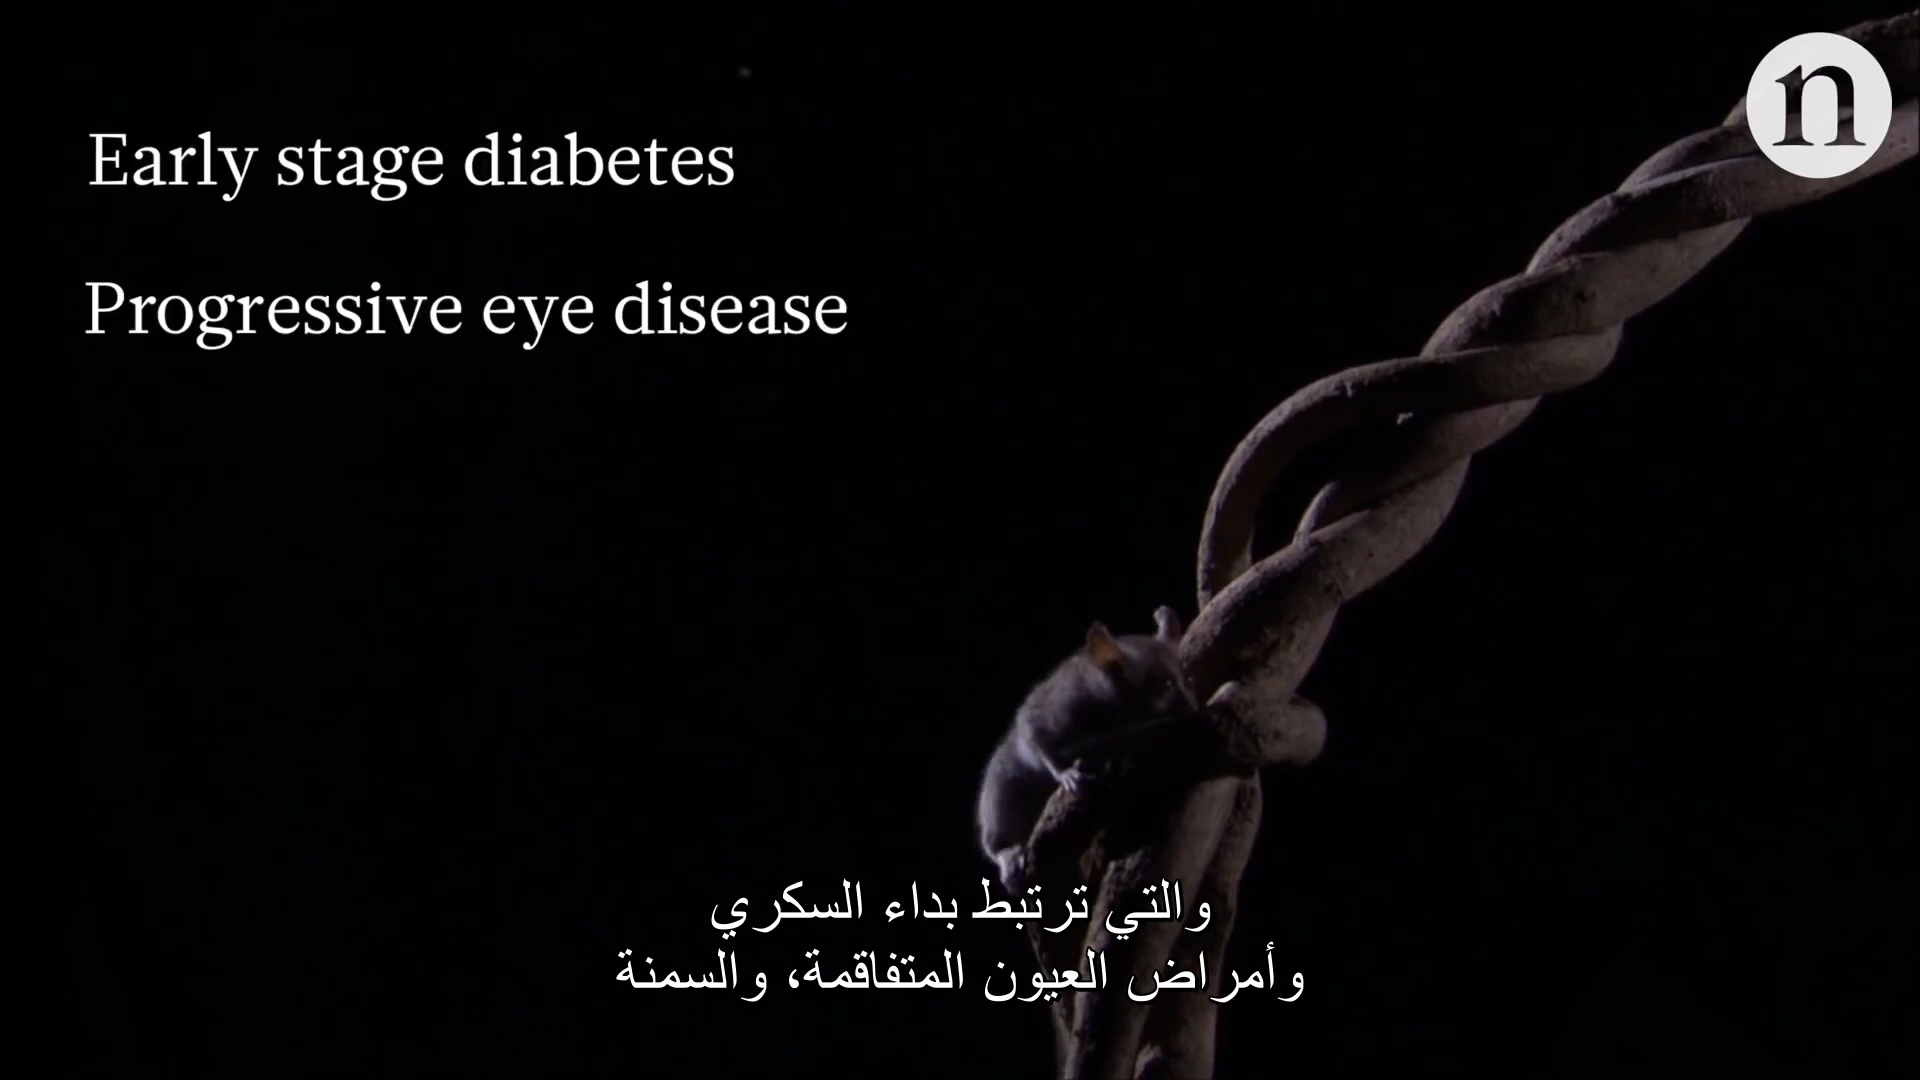 n
Early stage diabetes
Progressive eye disease
والتي ترتبط بداء السكري
وأمراض العيون المتفاقمة، والسمنة